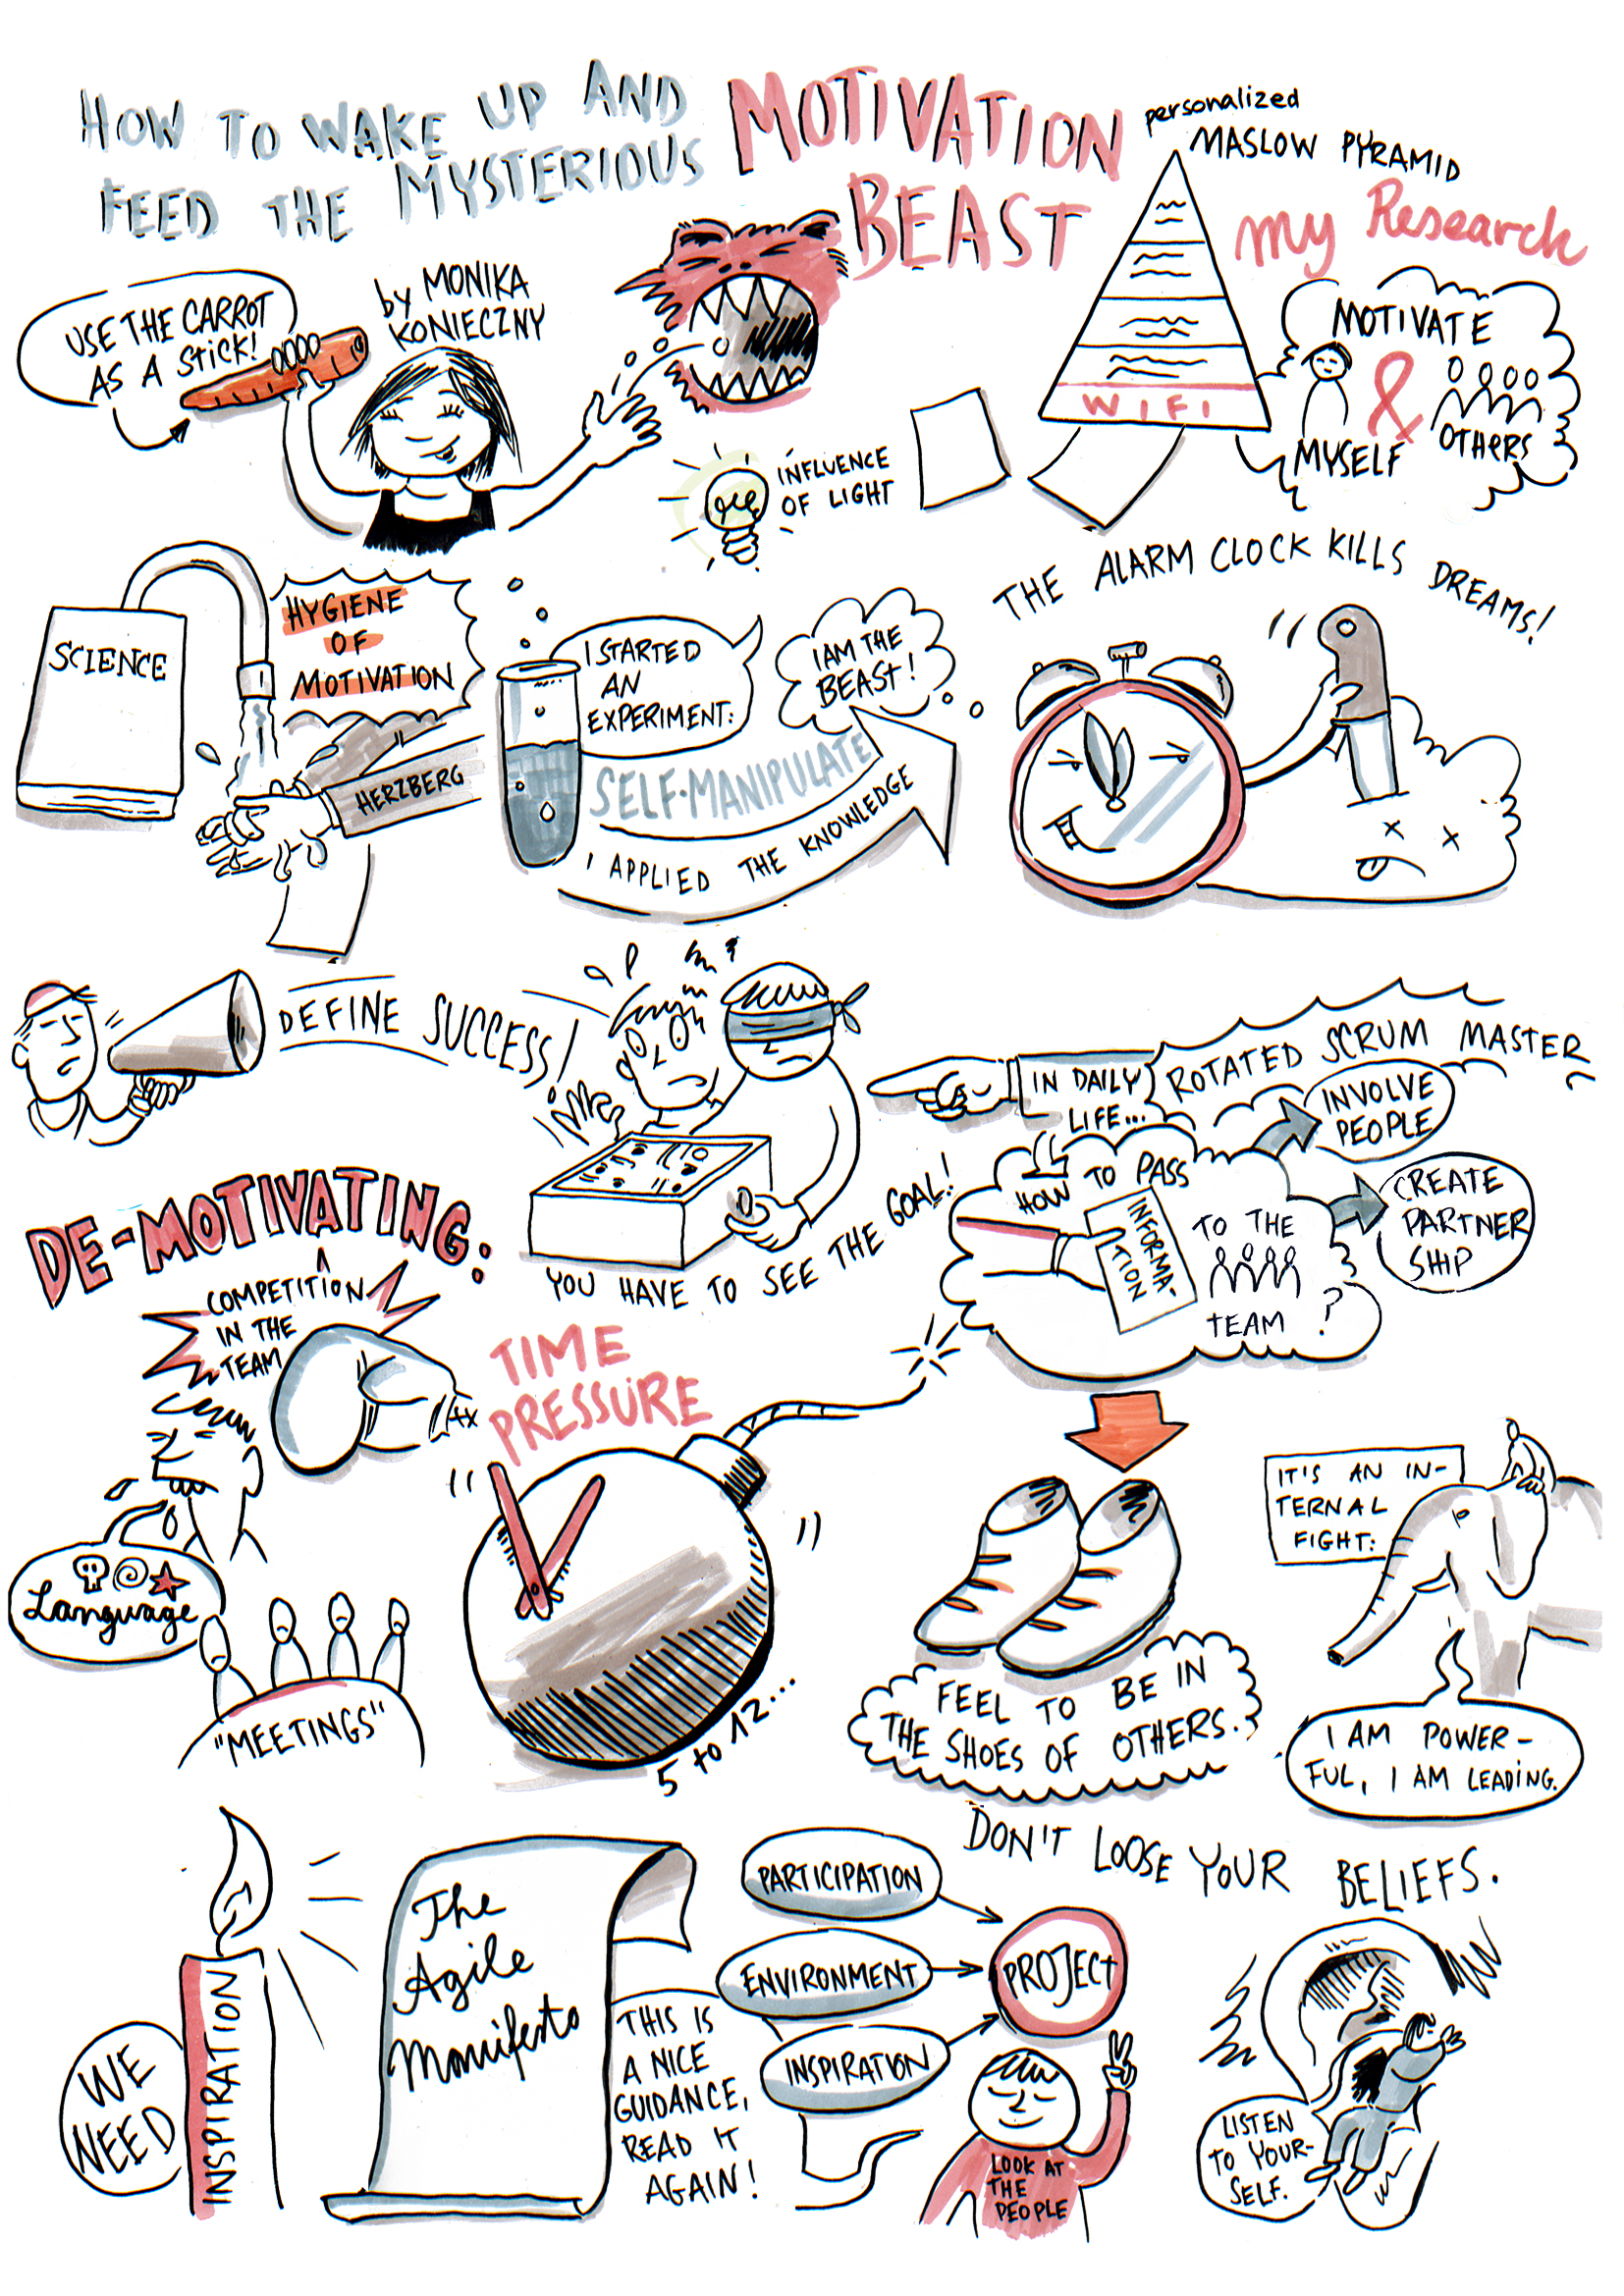 HOW TO WAKE UP AND
FEED THE MYSTERIOUS
MOTIVATION
BEAST
by MONIKA
KONIECZNY
USE THE CARROT
AS A STICK!
personalized
MASLOW PYRAMID
WIFI
My Research
MOTIVATE
MYSELF
&
OTHERS
INFLUENCE
OF LIGHT
SCIENCE
HYGIENE
OF
MOTIVATION
HERZBERG
I STARTED
AN
EXPERIMENT:
SELF-MANIPULATE
I APPLIED THE KNOWLEDGE
I AM THE
BEAST!
THE ALARM CLOCK KILLS DREAMS!
DEFINE SUCCESS!
YOU HAVE TO SEE THE GOAL!
IN DAILY
LIFE...
ROTATED SCRUM MASTER
HOW TO PASS
INFORMA-
TION
TO THE
TEAM ?
INVOLVE
PEOPLE
CREATE
PARTNER
SHIP
DE-MOTIVATING:
COMPETITION
IN THE
TEAM
Language
"MEETINGS"
TIME
PRESSURE
5 to 12...
FEEL TO BE IN
THE SHOES OF OTHERS.
IT'S AN IN-
TERNAL
FIGHT:
I AM POWER-
FUL, I AM LEADING.
WE
NEED
INSPIRATION
The
Agile
Manifesto
THIS IS
A NICE
GUIDANCE,
READ IT
AGAIN!
PARTICIPATION
ENVIRONMENT
INSPIRATION
PROJECT
LOOK AT
THE
PEOPLE
DON'T LOOSE YOUR BELIEFS.
LISTEN
TO YOUR-
SELF.